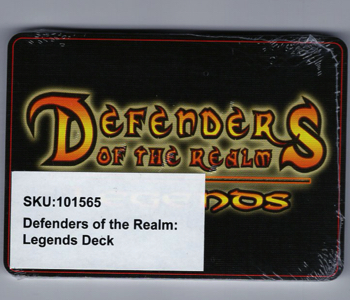 DEFENDERS
OF THE REALM
LEGENDS
SKU:101565
Defenders of the Realm:
Legends Deck